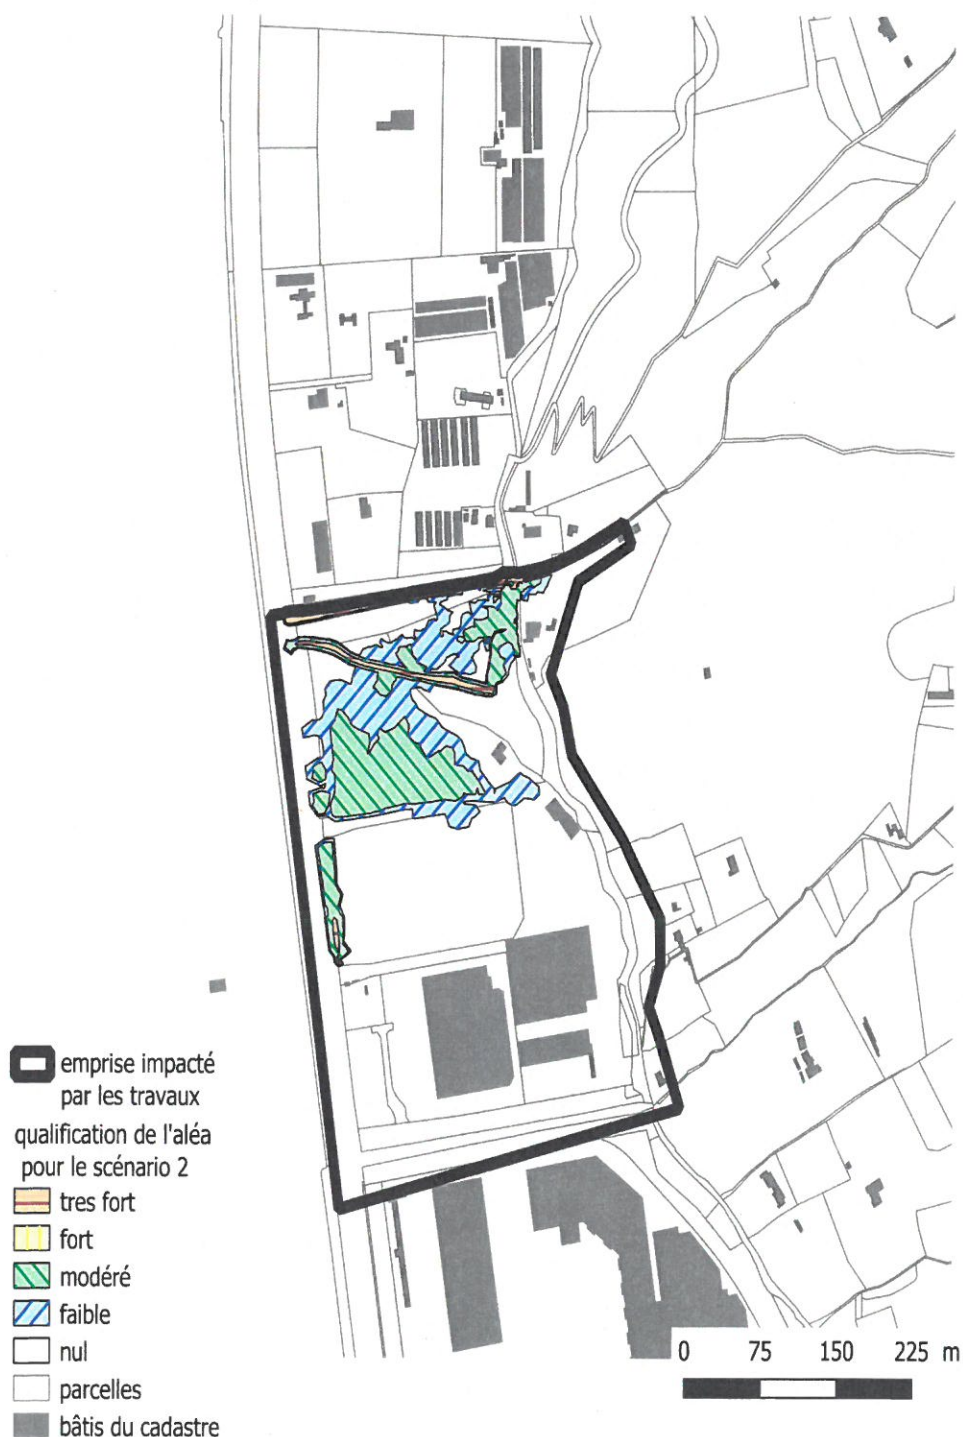 emprise impacté
par les travaux
qualification de l'aléa
pour le scénario 2
tres fort
fort
modéré
faible
nul
parcelles
bâtis du cadastre
0 75 150 225 m